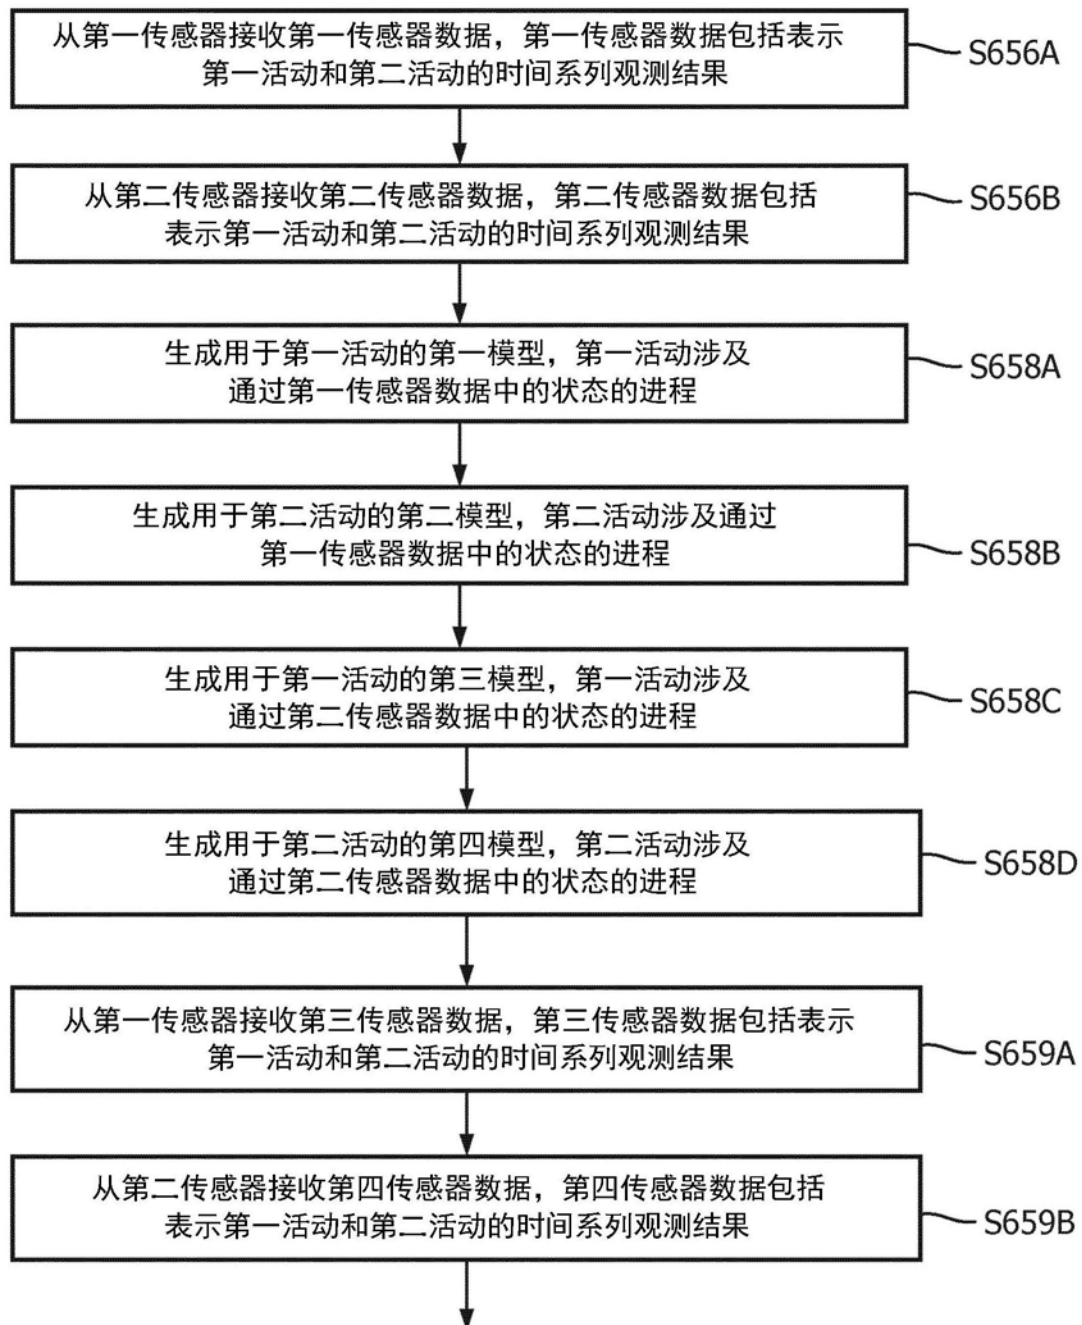 从第一传感器接收第一传感器数据，第一传感器数据包括表示
第一活动和第二活动的时间系列观测结果
S656A
从第二传感器接收第二传感器数据，第二传感器数据包括
表示第一活动和第二活动的时间系列观测结果
S656B
生成用于第一活动的第一模型，第一活动涉及
通过第一传感器数据中的状态的进程
S658A
生成用于第二活动的第二模型，第二活动涉及通过
第一传感器数据中的状态的进程
S658B
生成用于第一活动的第三模型，第一活动涉及
通过第二传感器数据中的状态的进程
S658C
生成用于第二活动的第四模型，第二活动涉及
通过第二传感器数据中的状态的进程
S658D
从第一传感器接收第三传感器数据，第三传感器数据包括表示
第一活动和第二活动的时间系列观测结果
S659A
从第二传感器接收第四传感器数据，第四传感器数据包括
表示第一活动和第二活动的时间系列观测结果
S659B